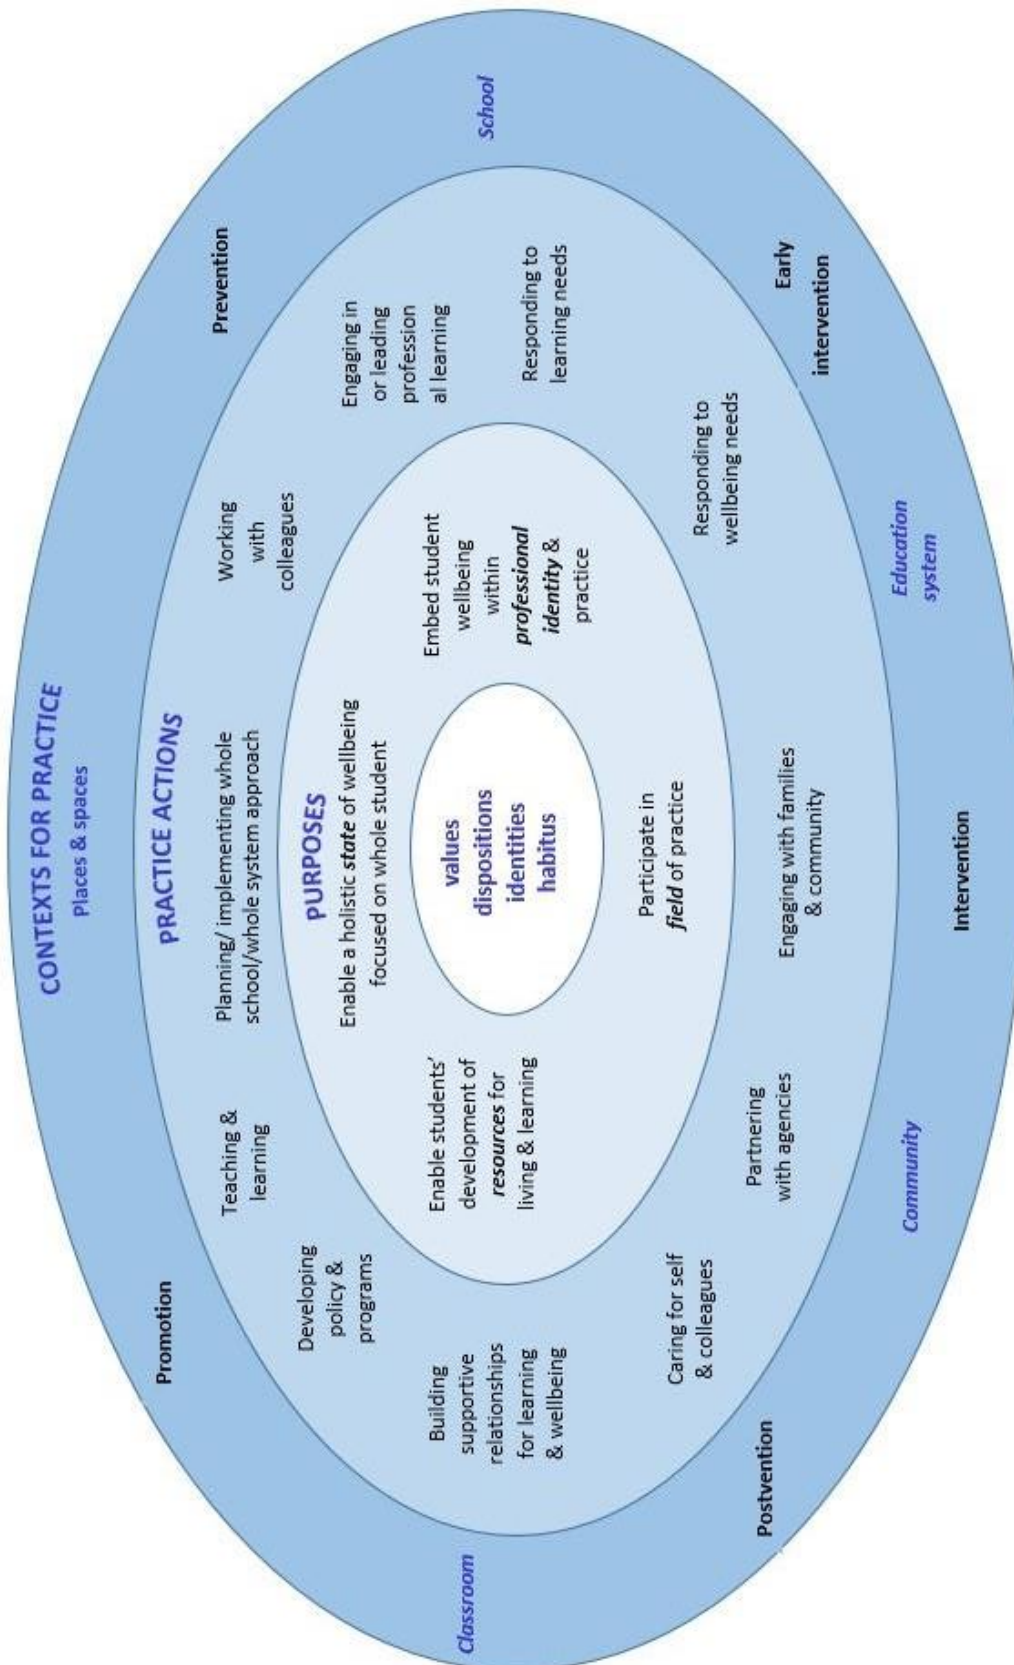 CONTEXTS FOR PRACTICE
Places & spaces
Promotion
Prevention
Classroom
School
Postvention
Early
intervention
Community
Education
system
Intervention
PRACTICE ACTIONS
Planning/ implementing whole
school/whole system approach
Teaching &
learning
Working
with
colleagues
Developing
policy &
programs
Engaging in
or leading
profession
al learning
Building
supportive
relationships
for learning
& wellbeing
Responding to
learning needs
Caring for self
& colleagues
Responding to
wellbeing needs
Partnering
with agencies
Engaging with families
& community
PURPOSES
Enable a holistic state of wellbeing
focused on whole student
Enable students'
development of
resources for
living & learning
Embed student
wellbeing
within
professional
identity &
practice
Participate in
field of practice
values
dispositions
identities
habitus